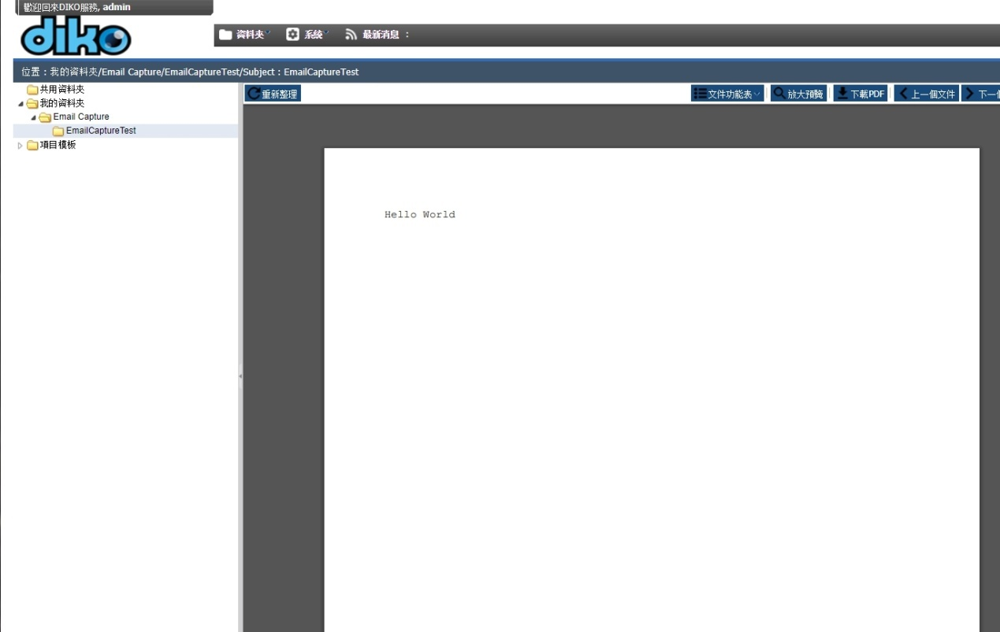 歡迎回來DIKO服務, admin
diko
資料夾 系統 最新消息 :
位置 : 我的資料夾/Email Capture/EmailCaptureTest/Subject : EmailCaptureTest
共用資料夾
我的資料夾
Email Capture
EmailCaptureTest
項目模板
重新整理 文件功能表 放大預覽 下載PDF 上一個文件 下一
Hello World